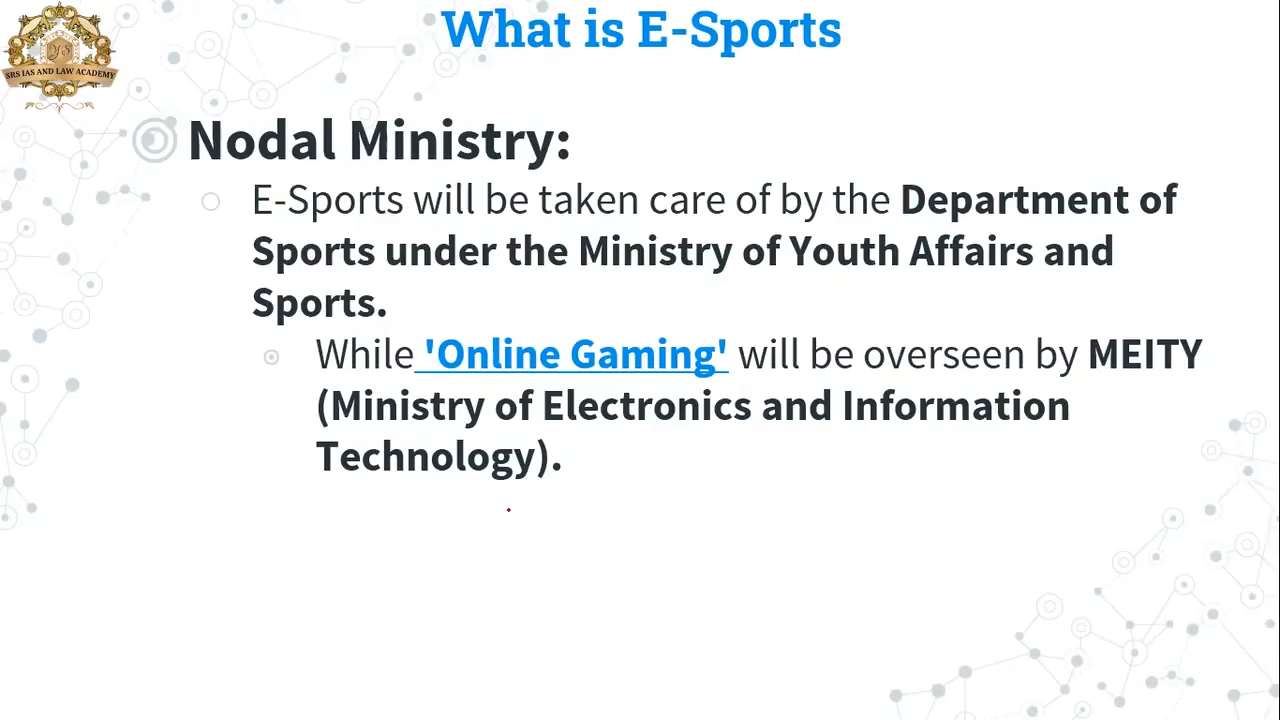 What is E-Sports
SRS IAS AND LAW ACADEMY
Nodal Ministry:
E-Sports will be taken care of by the Department of
Sports under the Ministry of Youth Affairs and
Sports.
While 'Online Gaming' will be overseen by MEITY
(Ministry of Electronics and Information
Technology).